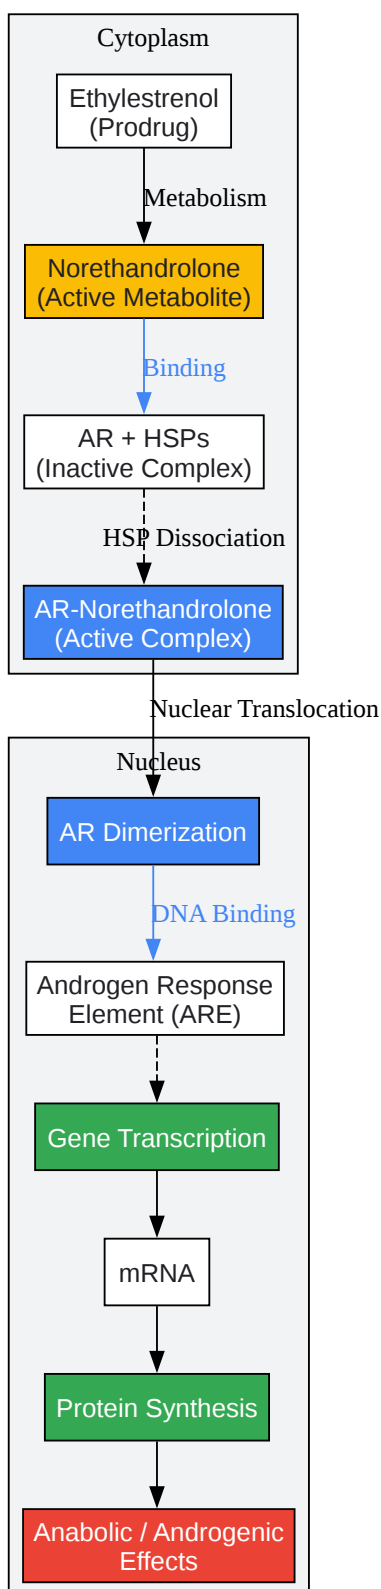 Cytoplasm
Ethylestrenol
(Prodrug)
Metabolism
Norethandrolone
(Active Metabolite)
Binding
AR + HSPs
(Inactive Complex)
HSP Dissociation
AR-Norethandrolone
(Active Complex)
Nuclear Translocation
Nucleus
AR Dimerization
DNA Binding
Androgen Response
Element (ARE)
Gene Transcription
mRNA
Protein Synthesis
Anabolic / Androgenic
Effects